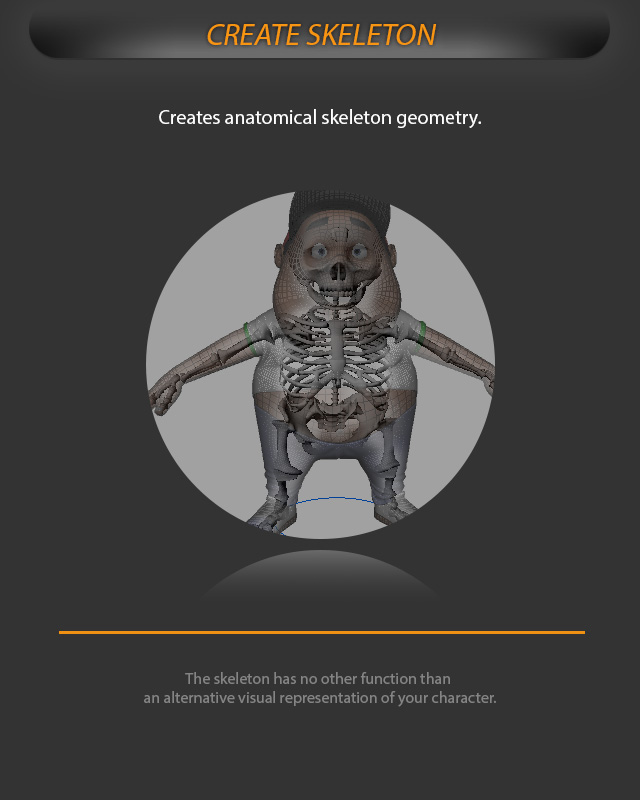 CREATE SKELETON
Creates anatomical skeleton geometry.
The skeleton has no other function than
an alternative visual representation of your character.